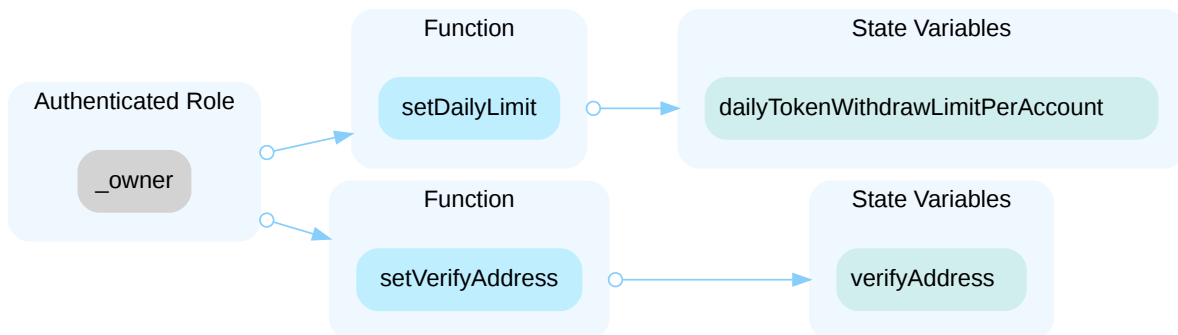 Authenticated Role
_owner
Function
setDailyLimit
State Variables
dailyTokenWithdrawLimitPerAccount
Function
setVerifyAddress
State Variables
verifyAddress